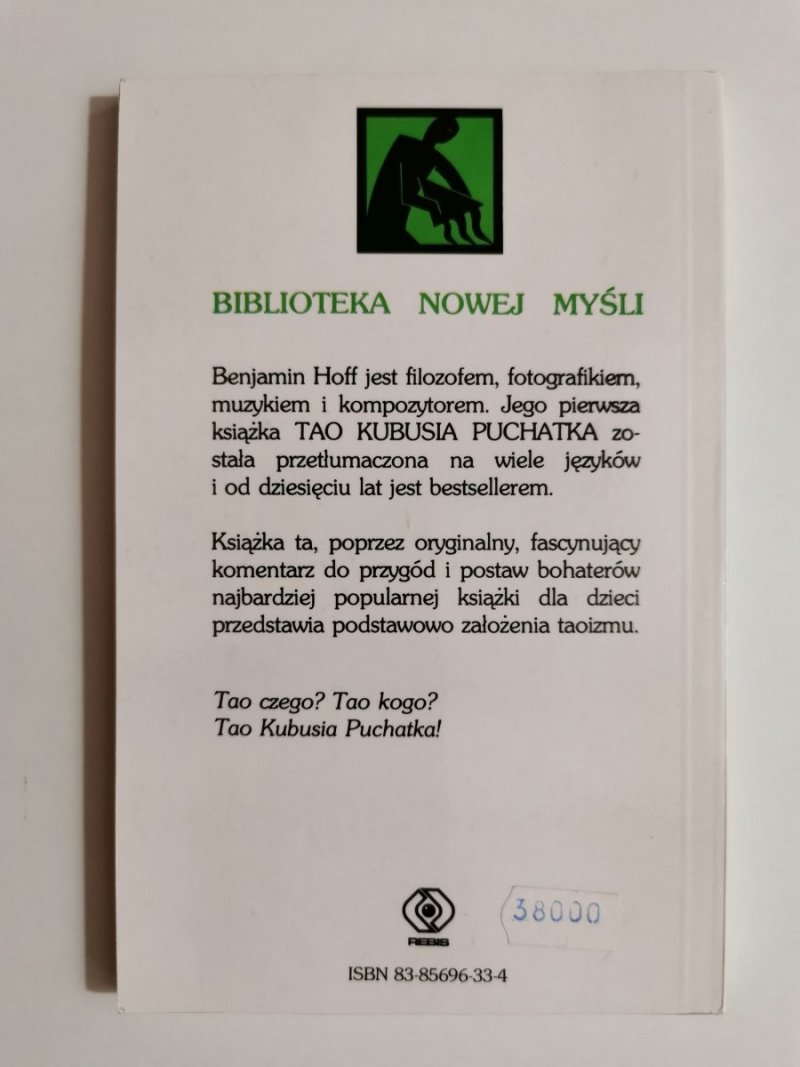 BIBLIOTEKA NOWEJ MYŚLI
Benjamin Hoff jest filozofem, fotografikiem,
muzykiem i kompozytorem. Jego pierwsza
książka TAO KUBUSIA PUCHATKA zo-
stała przetłumaczona na wiele języków
i od dziesięciu lat jest bestsellerem.
Książka ta, poprzez oryginalny, fascynujący
komentarz do przygód i postaw bohaterów
najbardziej popularnej książki dla dzieci
przedstawia podstawowo założenia taoizmu.
Tao czego? Tao kogo?
Tao Kubusia Puchatka!
38000
REBIS
ISBN 83-85696-33-4